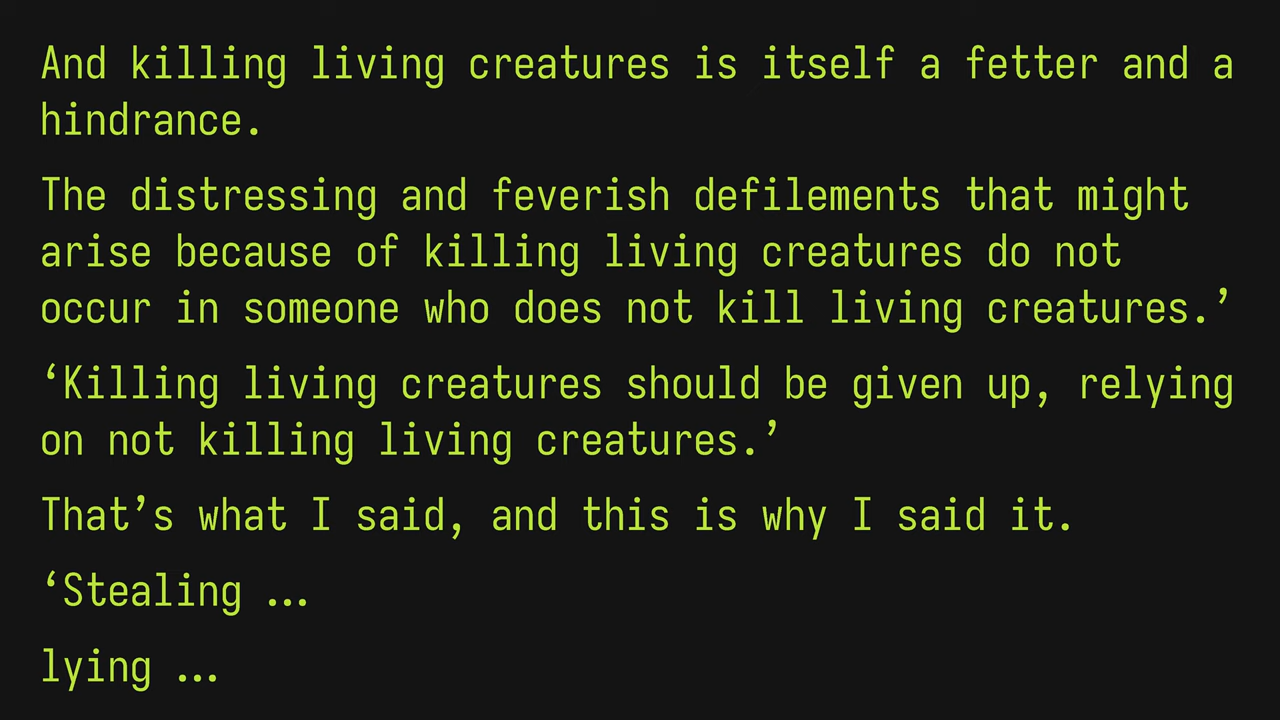 And killing living creatures is itself a fetter and a
hindrance.
The distressing and feverish defilements that might
arise because of killing living creatures do not
occur in someone who does not kill living creatures.’
‘Killing living creatures should be given up, relying
on not killing living creatures.’
That’s what I said, and this is why I said it.
‘Stealing …
lying …